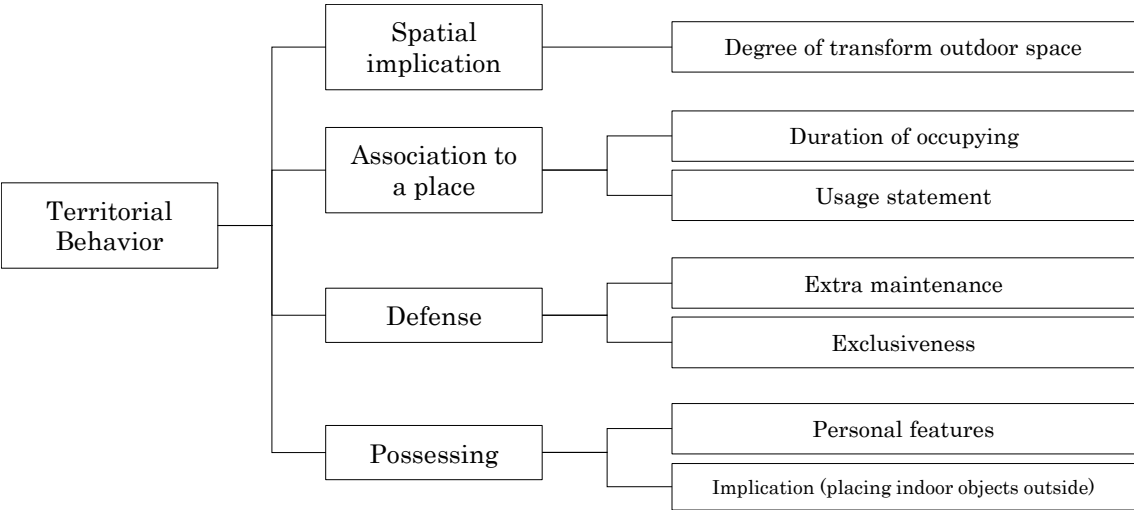 Spatial
implication
Degree of transform outdoor space
Association to
a place
Duration of occupying
Usage statement
Territorial
Behavior
Defense
Extra maintenance
Exclusiveness
Possessing
Personal features
Implication (placing indoor objects outside)